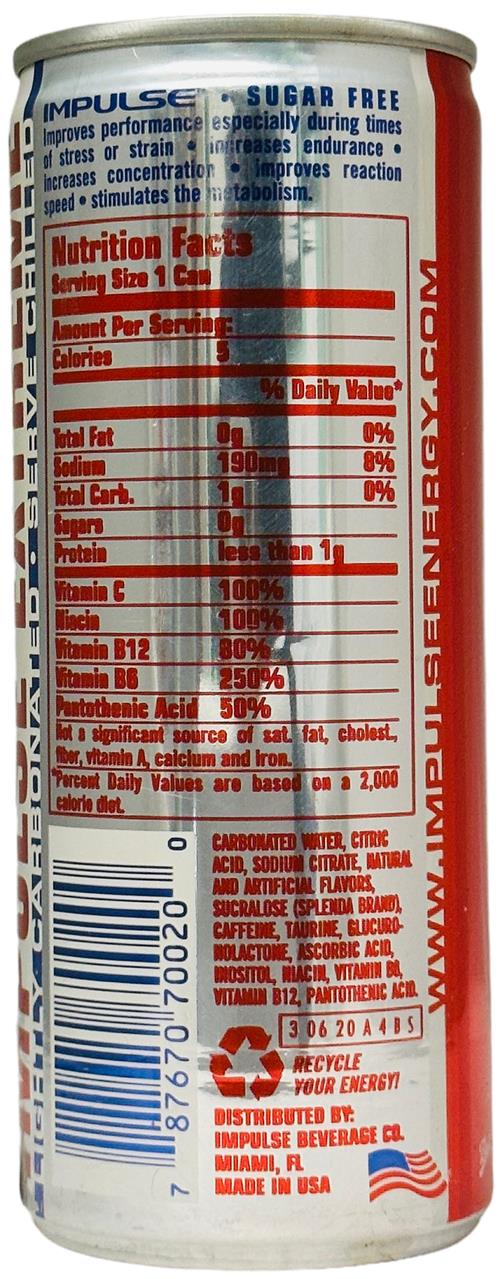 IMPULSE • SUGAR FREE
Improves performance especially during times
of stress or strain • increases endurance •
increases concentration • improves reaction
speed • stimulates the metabolism.
Nutrition Facts
Serving Size 1 Can
Amount Per Serving:
Calories 5
% Daily Value*
Total Fat 0g 0%
Sodium 190mg 8%
Total Carb. 1g 0%
Sugars 0g
Protein less than 1g
Vitamin C 100%
Niacin 100%
Vitamin B12 80%
Vitamin B6 250%
Pantothenic Acid 50%
Not a significant source of sat. fat, cholest.,
fiber, vitamin A, calcium and iron.
*Percent Daily Values are based on a 2,000
calorie diet.
CARBONATED WATER, CITRIC
ACID, SODIUM CITRATE, NATURAL
AND ARTIFICIAL FLAVORS,
SUCRALOSE (SPLENDA BRAND),
CAFFEINE, TAURINE, GLUCURO-
NOLACTONE, ASCORBIC ACID,
INOSITOL, NIACIN, VITAMIN B6,
VITAMIN B12, PANTOTHENIC ACID.
3 06 20 A 4 B S
RECYCLE
YOUR ENERGY!
DISTRIBUTED BY:
IMPULSE BEVERAGE CO.
MIAMI, FL
MADE IN USA
7 87670 70020 0
WWW.IMPULSEENERGY.COM
LIGHTLY CARBONATED • SERVE CHILLED
IMPULSE